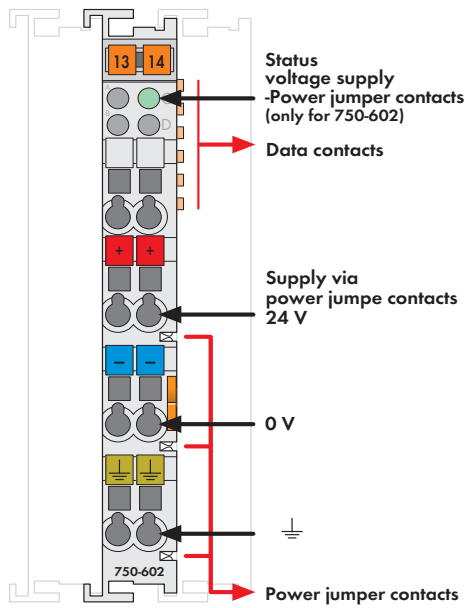 13 14
Status
voltage supply
-Power jumper contacts
(only for 750-602)
A C
B D
Data contacts
+ +
Supply via
power jumpe contacts
24 V
– –
0 V
750-602
Power jumper contacts